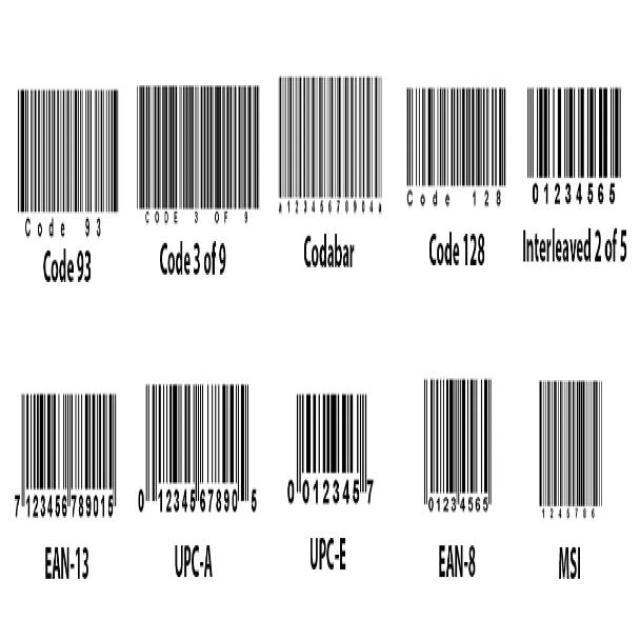 Code 93
Code 93
CODE 3 OF 9
Code 3 of 9
A12345678904A
Codabar
Code 128
Code 128
01234565
Interleaved 2 of 5
7 123456 789015
EAN-13
0 12345 67890 5
UPC-A
0 012345 7
UPC-E
0123 4565
EAN-8
MSI